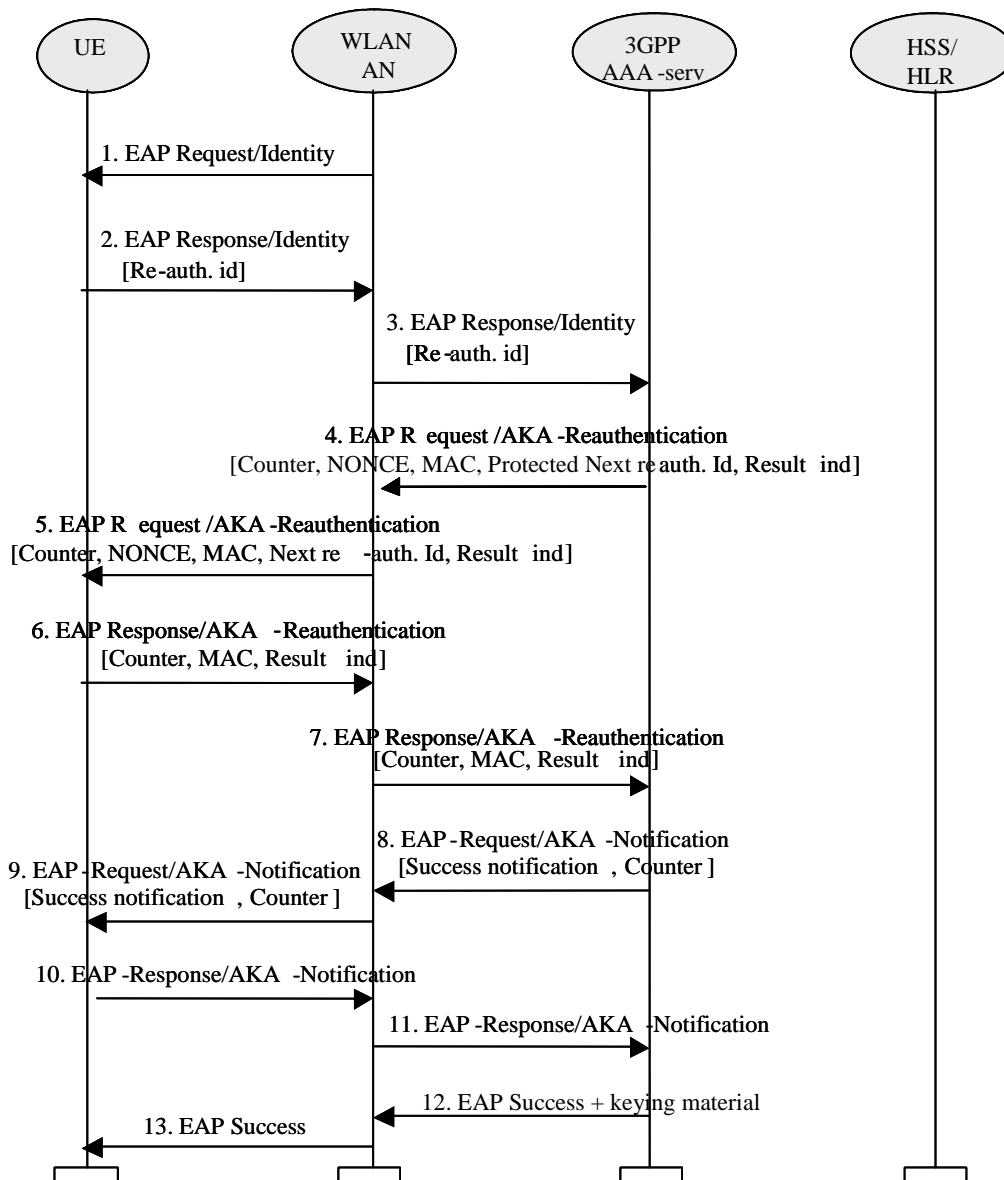 UE
WLAN
AN
3GPP
AAA -serv
HSS/
HLR
1. EAP Request/Identity
2. EAP Response/Identity
[Re-auth. id]
3. EAP Response/Identity
[Re-auth. id]
4. EAP R equest /AKA -Reauthentication
[Counter, NONCE, MAC, Protected Next re auth. Id, Result ind]
5. EAP R equest /AKA -Reauthentication
[Counter, NONCE, MAC, Next re -auth. Id, Result ind]
6. EAP Response/AKA -Reauthentication
[Counter, MAC, Result ind]
7. EAP Response/AKA -Reauthentication
[Counter, MAC, Result ind]
8. EAP -Request/AKA -Notification
[Success notification , Counter ]
9. EAP -Request/AKA -Notification
[Success notification , Counter ]
10. EAP -Response/AKA -Notification
11. EAP -Response/AKA -Notification
12. EAP Success + keying material
13. EAP Success